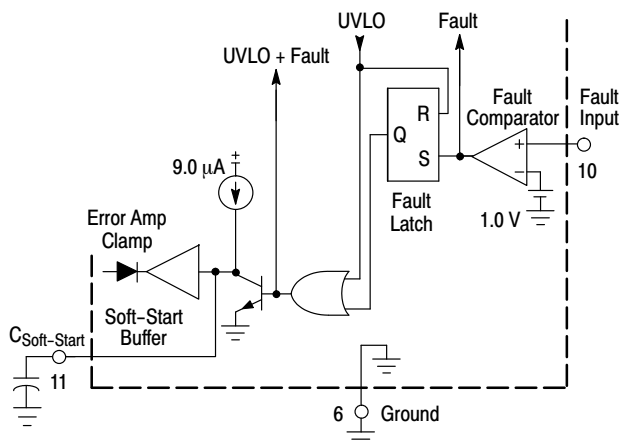 UVLO
Fault
UVLO + Fault
Fault
Comparator
Fault
Input
R
Q
S
+
−
10
9.0 µA
+
Fault
Latch
1.0 V
Error Amp
Clamp
Soft−Start
Buffer
CSoft−Start
11
6
Ground